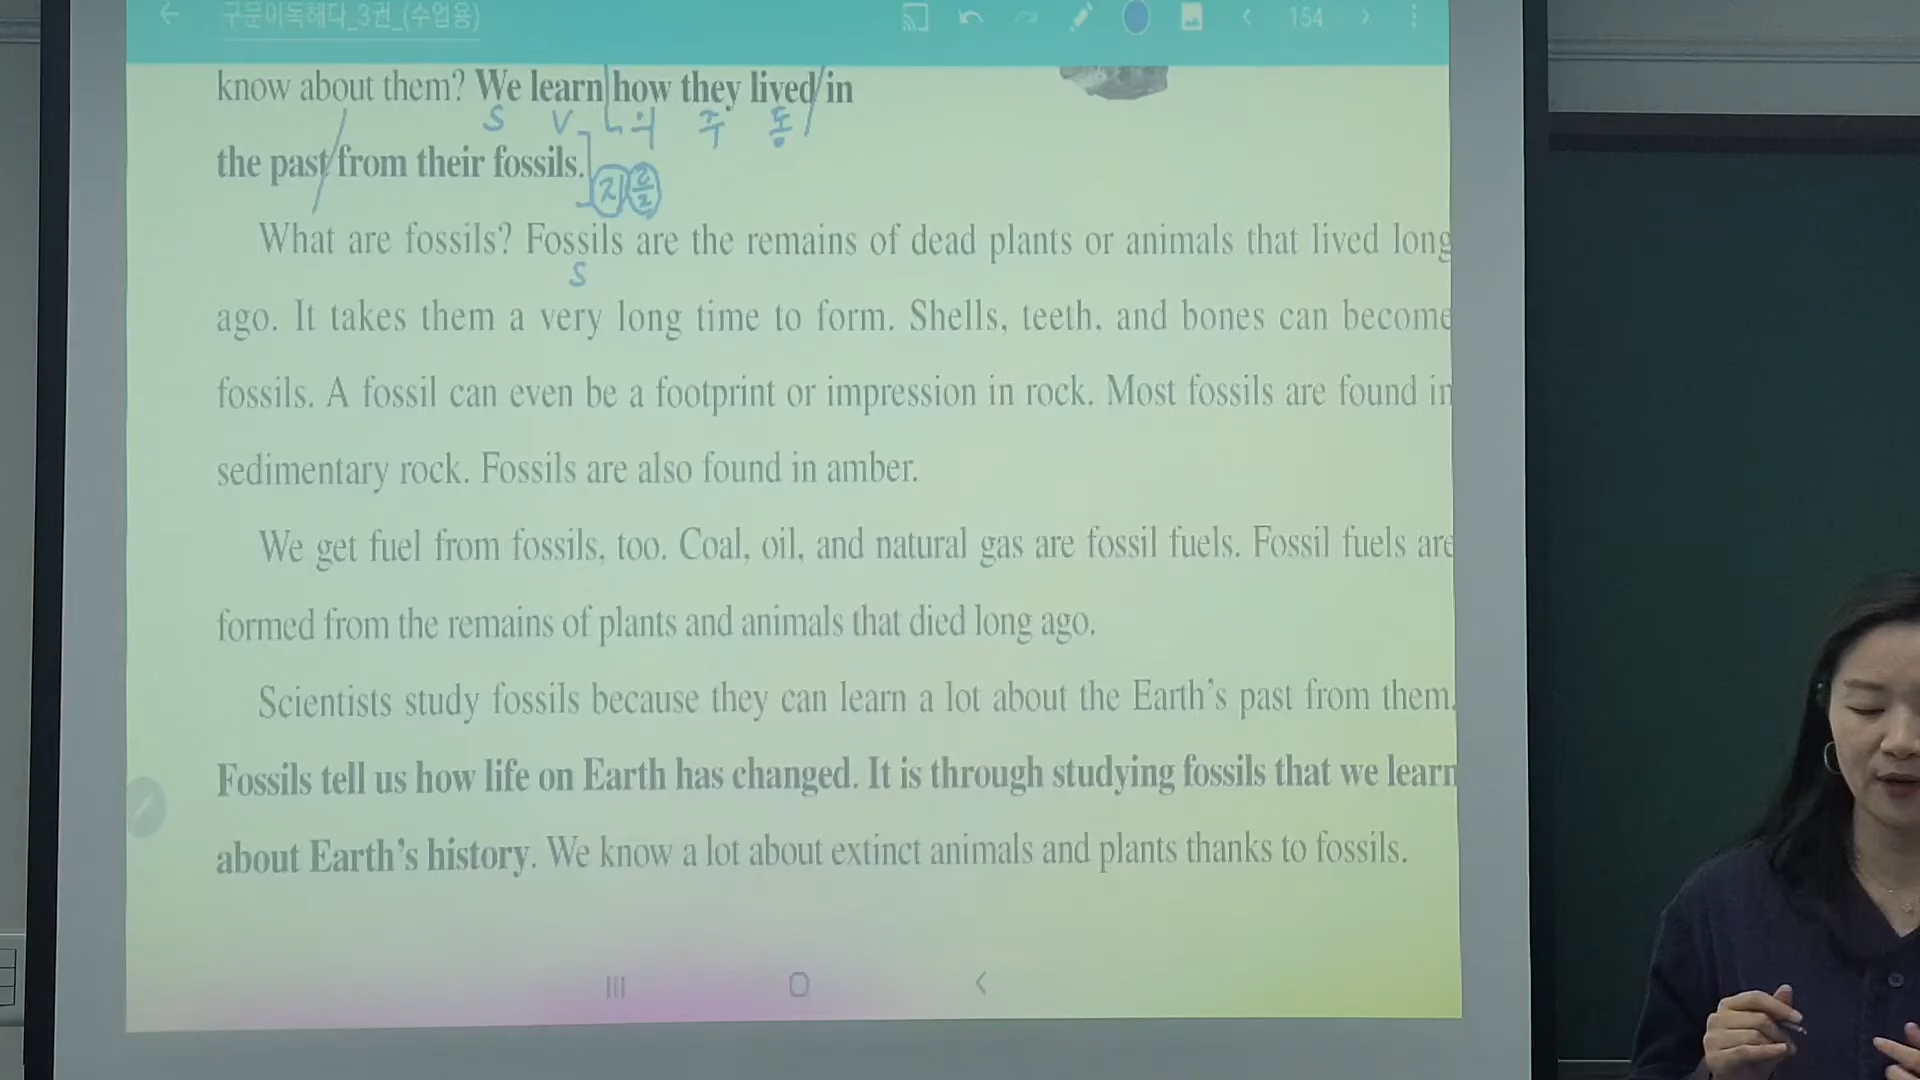 구문이독해다_3권_(수업용)
154
know about them? We learn how they lived in
S V 의 주 동
the past from their fossils.
지 을
What are fossils? Fossils are the remains of dead plants or animals that lived long
S
ago. It takes them a very long time to form. Shells, teeth, and bones can become
fossils. A fossil can even be a footprint or impression in rock. Most fossils are found in
sedimentary rock. Fossils are also found in amber.
We get fuel from fossils, too. Coal, oil, and natural gas are fossil fuels. Fossil fuels are
formed from the remains of plants and animals that died long ago.
Scientists study fossils because they can learn a lot about the Earth's past from them.
Fossils tell us how life on Earth has changed. It is through studying fossils that we learn
about Earth's history. We know a lot about extinct animals and plants thanks to fossils.